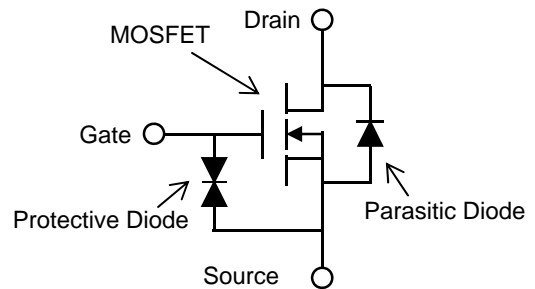 Drain
MOSFET
Gate
Protective Diode
Parasitic Diode
Source